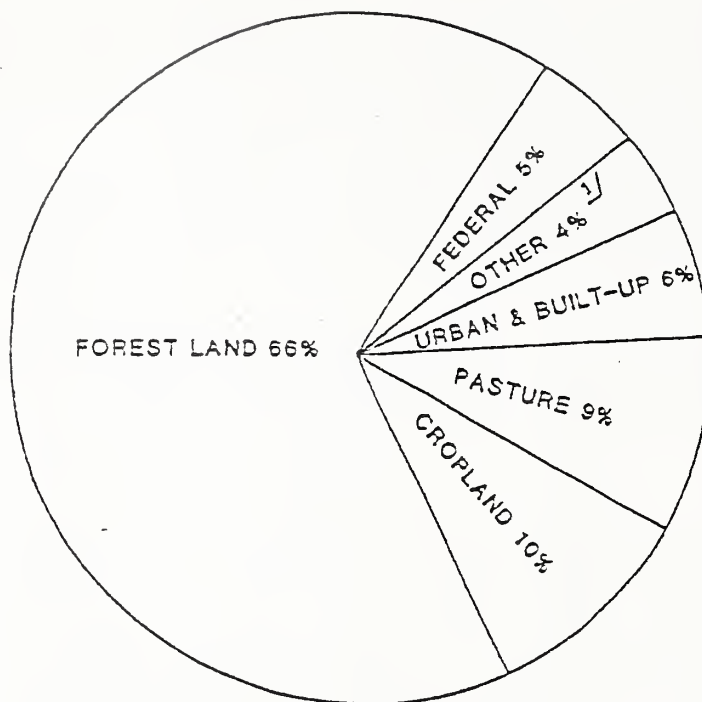 FEDERAL 5%
OTHER 4% 1/
URBAN & BUILT-UP 6%
FOREST LAND 66%
PASTURE 9%
CROPLAND 10%